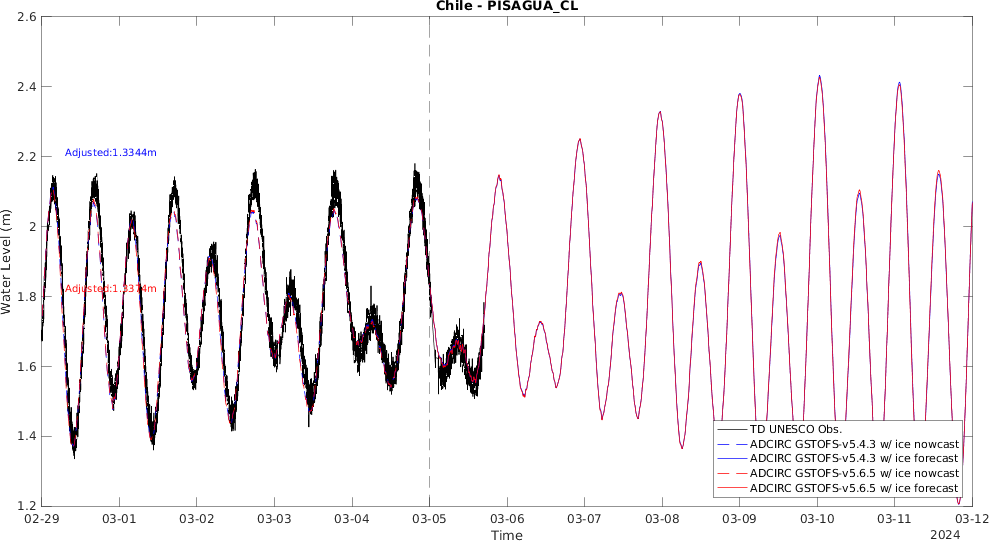 Chile - PISAGUA_CL
2.6
2.4
2.2
2
1.8
1.6
1.4
1.2
Water Level (m)
Adjusted:1.3344m
Adjusted:1.3374m
TD UNESCO Obs.
ADCIRC GSTOFS-v5.4.3 w/ ice nowcast
ADCIRC GSTOFS-v5.4.3 w/ ice forecast
ADCIRC GSTOFS-v5.6.5 w/ ice nowcast
ADCIRC GSTOFS-v5.6.5 w/ ice forecast
02-29 03-01 03-02 03-03 03-04 03-05 03-06 03-07 03-08 03-09 03-10 03-11 03-12
Time
2024